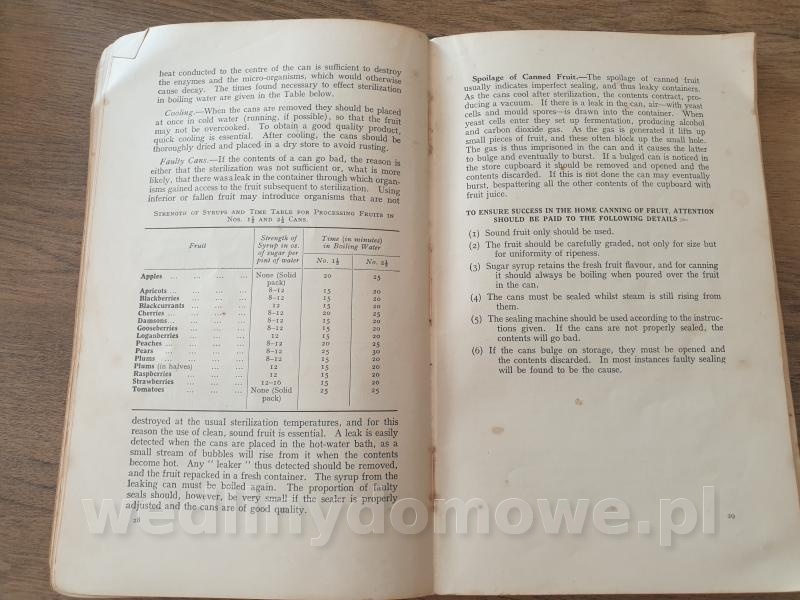 heat conducted to the centre of the can is sufficient to destroy
the enzymes and the micro-organisms, which would otherwise
cause decay. The times found necessary to effect sterilization
in boiling water are given in the Table below.
Cooling.—When the cans are removed they should be placed
at once in cold water (running, if possible), so that the fruit
may not be overcooked. To obtain a good quality product,
quick cooling is essential. After cooling, the cans should be
thoroughly dried and placed in a dry store to avoid rusting.
Faulty Cans.—If the contents of a can go bad, the reason is
either that the sterilization was not sufficient or, what is more
likely, that there was a leak in the container through which organ-
isms gained access to the fruit subsequent to sterilization. Using
inferior or fallen fruit may introduce organisms that are not
STRENGTH OF SYRUPS AND TIME TABLE FOR PROCESSING FRUITS IN
NOS. 1½ AND 2½ CANS.
Fruit Strength of Syrup in oz. of sugar per pint of water Time (in minutes) in Boiling Water
No. 1½ No. 2½
Apples ... ... ... None (Solid pack) 20 25
Apricots ... ... ... 8–12 15 20
Blackberries ... ... 8–12 15 20
Blackcurrants ... ... 12 15 20
Cherries ... ... ... 8–12 20 25
Damsons ... ... ... 8–12 15 20
Gooseberries ... ... 8–12 15 20
Loganberries ... ... 12 15 20
Peaches ... ... ... 8–12 20 25
Pears ... ... ... 8–12 25 30
Plums ... ... ... 8–12 15 20
Plums (in halves) ... 12 15 20
Raspberries ... ... 12 15 20
Strawberries ... ... 12–16 15 20
Tomatoes ... ... ... None (Solid pack) 25 25
destroyed at the usual sterilization temperatures, and for this
reason the use of clean, sound fruit is essential. A leak is easily
detected when the cans are placed in the hot-water bath, as a
small stream of bubbles will rise from it when the contents
become hot. Any " leaker " thus detected should be removed,
and the fruit repacked in a fresh container. The syrup from the
leaking can must be boiled again. The proportion of faulty
seals should, however, be very small if the sealer is properly
adjusted and the cans are of good quality.
28
Spoilage of Canned Fruit.—The spoilage of canned fruit
usually indicates imperfect sealing, and thus leaky containers.
As the cans cool after sterilization, the contents contract, pro-
ducing a vacuum. If there is a leak in the can, air—with yeast
cells and mould spores—is drawn into the container. When
yeast cells enter they set up fermentation, producing alcohol
and carbon dioxide gas. As the gas is generated it lifts up
small pieces of fruit, and these often block up the small hole.
The gas is thus imprisoned in the can and it causes the latter
to bulge and eventually to burst. If a bulged can is noticed in
the store cupboard it should be removed and opened and the
contents discarded. If this is not done the can may eventually
burst, bespattering all the other contents of the cupboard with
fruit juice.
TO ENSURE SUCCESS IN THE HOME CANNING OF FRUIT, ATTENTION
SHOULD BE PAID TO THE FOLLOWING DETAILS :—
(1) Sound fruit only should be used.
(2) The fruit should be carefully graded, not only for size but
for uniformity of ripeness.
(3) Sugar syrup retains the fresh fruit flavour, and for canning
it should always be boiling when poured over the fruit
in the can.
(4) The cans must be sealed whilst steam is still rising from
them.
(5) The sealing machine should be used according to the instruc-
tions given. If the cans are not properly sealed, the
contents will go bad.
(6) If the cans bulge on storage, they must be opened and
the contents discarded. In most instances faulty sealing
will be found to be the cause.
29
wedlinydomowe.pl